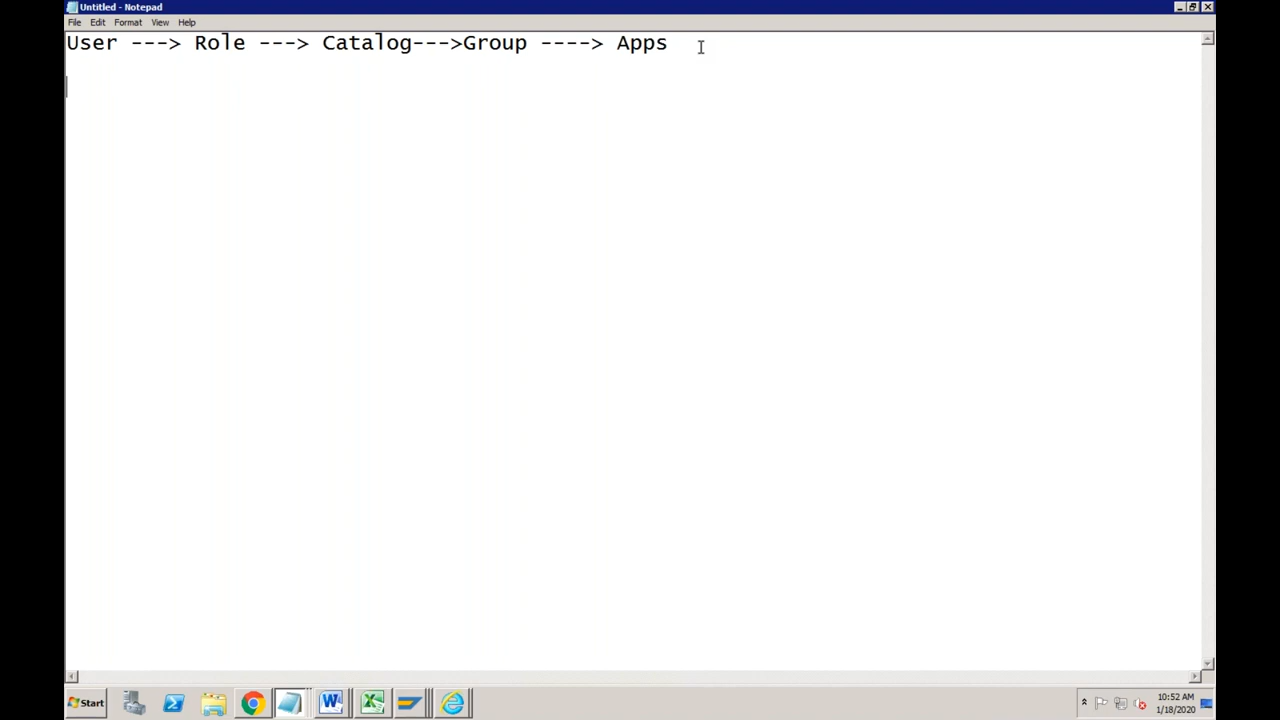 Untitled - Notepad
File Edit Format View Help
User ---> Role ---> Catalog--->Group ----> Apps
Start
10:52 AM
1/18/2020